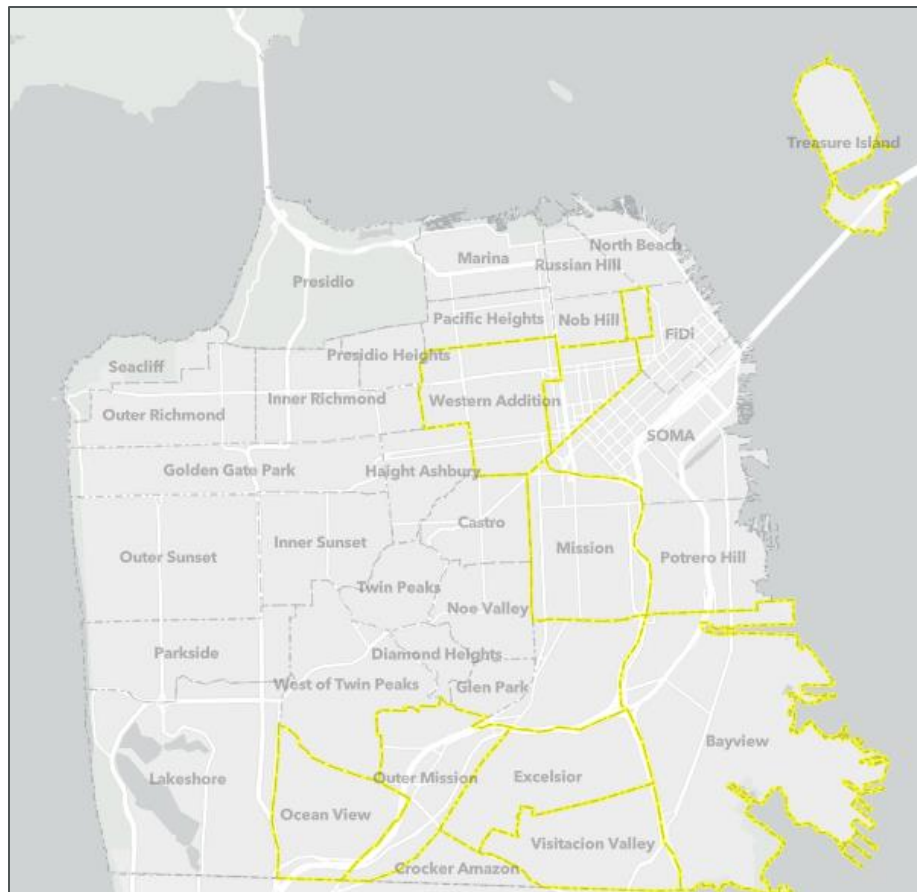 Treasure Island
North Beach
Marina
Russian Hill
Presidio
Pacific Heights
Nob Hill
FiDi
Presidio Heights
Seacliff
Inner Richmond
Western Addition
Outer Richmond
SOMA
Golden Gate Park
Haight Ashbury
Castro
Mission
Outer Sunset
Inner Sunset
Potrero Hill
Twin Peaks
Noe Valley
Parkside
Diamond Heights
West of Twin Peaks
Glen Park
Bayview
Lakeshore
Outer Mission
Excelsior
Ocean View
Visitacion Valley
Crocker Amazon